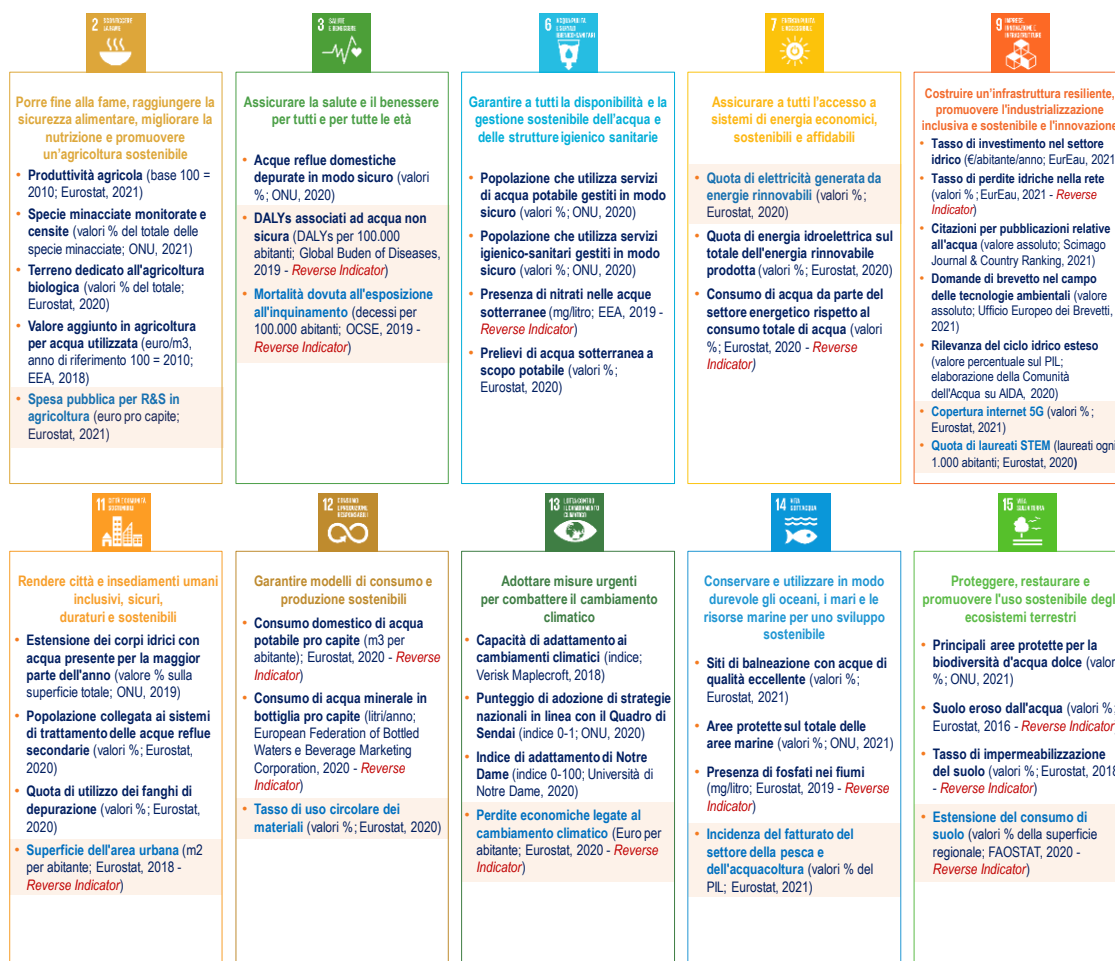 2
3 SALUTE
E BENESSERE
6
7
9 IMPRESE
INNOVAZIONE E
INFRASTRUTTURE
Porre fine alla fame, raggiungere la
sicurezza alimentare, migliorare la
nutrizione e promuovere
un'agricoltura sostenibile
• Produttività agricola (base 100 =
2010; Eurostat, 2021)
• Specie minacciate monitorate e
censite (valori % del totale delle
specie minacciate; ONU, 2021)
• Terreno dedicato all'agricoltura
biologica (valori % del totale;
Eurostat, 2020)
• Valore aggiunto in agricoltura
per acqua utilizzata (euro/m3,
anno di riferimento 100 = 2010;
EEA, 2018)
• Spesa pubblica per R&S in
agricoltura (euro pro capite;
Eurostat, 2021)
Assicurare la salute e il benessere
per tutti e per tutte le età
• Acque reflue domestiche
depurate in modo sicuro (valori
%; ONU, 2020)
• DALYs associati ad acqua non
sicura (DALYs per 100.000
abitanti; Global Buden of Diseases,
2019 - Reverse Indicator)
• Mortalità dovuta all'esposizione
all'inquinamento (decessi per
100.000 abitanti; OCSE, 2019 -
Reverse Indicator)
Garantire a tutti la disponibilità e la
gestione sostenibile dell'acqua e
delle strutture igienico sanitarie
• Popolazione che utilizza servizi
di acqua potabile gestiti in modo
sicuro (valori %; ONU, 2020)
• Popolazione che utilizza servizi
igienico-sanitari gestiti in modo
sicuro (valori %; ONU, 2020)
• Presenza di nitrati nelle acque
sotterranee (mg/litro; EEA, 2019 -
Reverse Indicator)
• Prelievi di acqua sotterranea a
scopo potabile (valori %;
Eurostat, 2020)
Assicurare a tutti l'accesso a
sistemi di energia economici,
sostenibili e affidabili
• Quota di elettricità generata da
energie rinnovabili (valori %;
Eurostat, 2020)
• Quota di energia idroelettrica sul
totale dell'energia rinnovabile
prodotta (valori %; Eurostat, 2020)
• Consumo di acqua da parte del
settore energetico rispetto al
consumo totale di acqua (valori
%; Eurostat, 2020 - Reverse
Indicator)
Costruire un'infrastruttura resiliente,
promuovere l'industrializzazione
inclusiva e sostenibile e l'innovazione
• Tasso di investimento nel settore
idrico (€/abitante/anno; EurEau, 2021
• Tasso di perdite idriche nella rete
(valori %; EurEau, 2021 - Reverse
Indicator)
• Citazioni per pubblicazioni relative
all'acqua (valore assoluto; Scimago
Journal & Country Ranking, 2021)
• Domande di brevetto nel campo
delle tecnologie ambientali (valore
assoluto; Ufficio Europeo dei Brevetti,
2021)
• Rilevanza del ciclo idrico esteso
(valore percentuale sul PIL;
elaborazione della Comunità
dell'Acqua su AIDA, 2020)
• Copertura internet 5G (valori %;
Eurostat, 2021)
• Quota di laureati STEM (laureati ogni
1.000 abitanti; Eurostat, 2020)
11
12
13
14
15
Rendere città e insediamenti umani
inclusivi, sicuri,
duraturi e sostenibili
• Estensione dei corpi idrici con
acqua presente per la maggior
parte dell'anno (valore % sulla
superficie totale; ONU, 2019)
• Popolazione collegata ai sistemi
di trattamento delle acque reflue
secondarie (valori %; Eurostat,
2020)
• Quota di utilizzo dei fanghi di
depurazione (valori %; Eurostat,
2020)
• Superficie dell'area urbana (m2
per abitante; Eurostat, 2018 -
Reverse Indicator)
Garantire modelli di consumo e
produzione sostenibili
• Consumo domestico di acqua
potabile pro capite (m3 per
abitante); Eurostat, 2020 - Reverse
Indicator)
• Consumo di acqua minerale in
bottiglia pro capite (litri/anno;
European Federation of Bottled
Waters e Beverage Marketing
Corporation, 2020 - Reverse
Indicator)
• Tasso di uso circolare dei
materiali (valori %; Eurostat, 2020)
Adottare misure urgenti
per combattere il cambiamento
climatico
• Capacità di adattamento ai
cambiamenti climatici (indice;
Verisk Maplecroft, 2018)
• Punteggio di adozione di strategie
nazionali in linea con il Quadro di
Sendai (indice 0-1; ONU, 2020)
• Indice di adattamento di Notre
Dame (indice 0-100; Università di
Notre Dame, 2020)
• Perdite economiche legate al
cambiamento climatico (Euro per
abitante; Eurostat, 2020 - Reverse
Indicator)
Conservare e utilizzare in modo
durevole gli oceani, i mari e le
risorse marine per uno sviluppo
sostenibile
• Siti di balneazione con acque di
qualità eccellente (valori %;
Eurostat, 2021)
• Aree protette sul totale delle
aree marine (valori %; ONU, 2021)
• Presenza di fosfati nei fiumi
(mg/litro; Eurostat, 2019 - Reverse
Indicator)
• Incidenza del fatturato del
settore della pesca e
dell'acquacoltura (valori % del
PIL; Eurostat, 2021)
Proteggere, restaurare e
promuovere l'uso sostenibile degl
ecosistemi terrestri
• Principali aree protette per la
biodiversità d'acqua dolce (valor
%; ONU, 2021)
• Suolo eroso dall'acqua (valori %;
Eurostat, 2016 - Reverse Indicator
• Tasso di impermeabilizzazione
del suolo (valori %; Eurostat, 2018
- Reverse Indicator)
• Estensione del consumo di
suolo (valori % della superficie
regionale; FAOSTAT, 2020 -
Reverse Indicator)